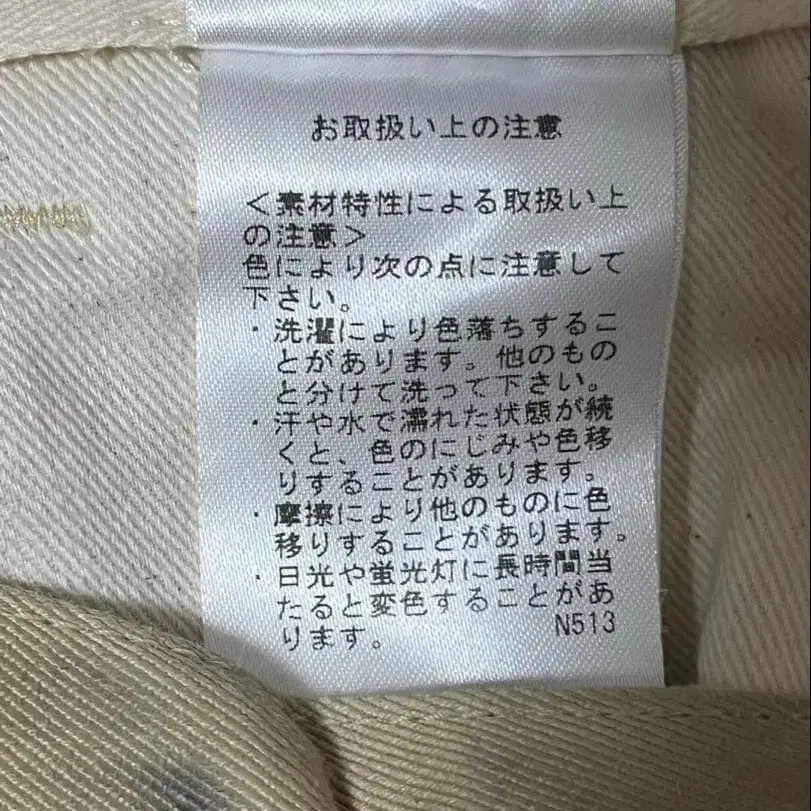 お取扱い上の注意
＜素材特性による取扱い上
の注意＞
色により次の点に注意して
下さい。
・洗濯により色落ちするこ
とがあります。他のもの
と分けて洗って下さい。
・汗や水で濡れた状態が続
くと、色のにじみや色移
りすることがあります。
・摩擦により他のものに色
移りすることがあります。
・日光や蛍光灯に長時間当
たると変色することがあ
ります。 N513